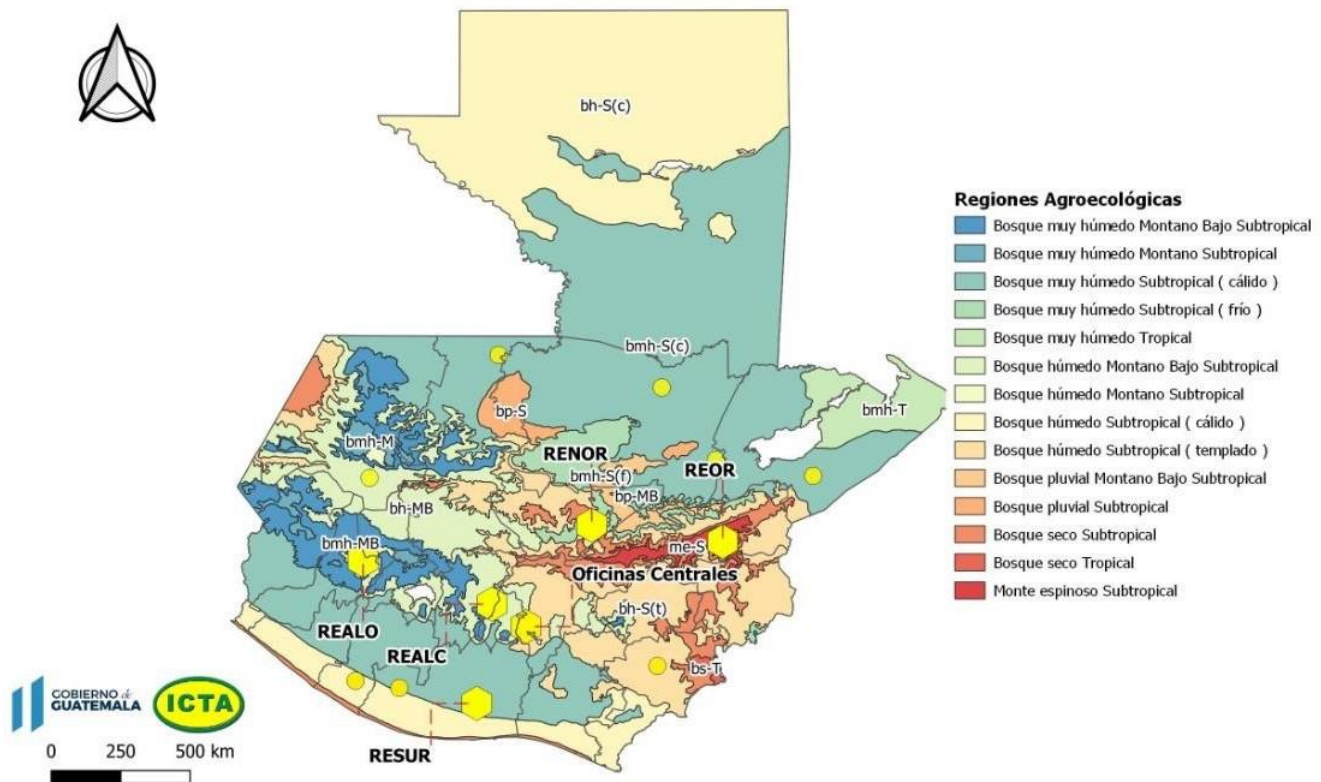 bh-S(c)
Regiones Agroecológicas
Bosque muy húmedo Montano Bajo Subtropical
Bosque muy húmedo Montano Subtropical
Bosque muy húmedo Subtropical ( cálido )
Bosque muy húmedo Subtropical ( frío )
Bosque muy húmedo Tropical
Bosque húmedo Montano Bajo Subtropical
Bosque húmedo Montano Subtropical
Bosque húmedo Subtropical ( cálido )
Bosque húmedo Subtropical ( templado )
Bosque pluvial Montano Bajo Subtropical
Bosque pluvial Subtropical
Bosque seco Subtropical
Bosque seco Tropical
Monte espinoso Subtropical
bmh-S(c)
bp-S
bmh-T
bmh-M
RENOR
REOR
bmh-S(f)
bp-MB
bh-MB
bmh-MB
me-S
Oficinas Centrales
bh-S(t)
REALO
REALC
bs-T
RESUR
GOBIERNO de
GUATEMALA
ICTA
0 250 500 km